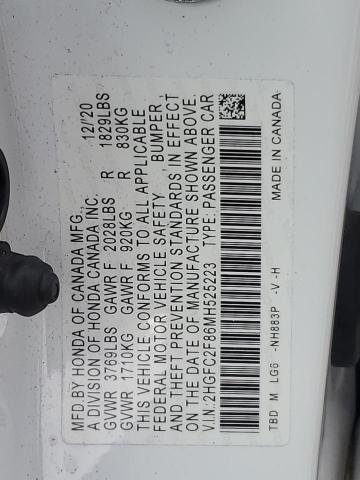 MFD.BY HONDA OF CANADA MFG., 12/20
A DIVISION OF HONDA CANADA INC.
GVWR 3769LBS GAWR F 2028LBS R 1829LBS
GVWR 1710KG GAWR F 920KG R 830KG
THIS VEHICLE CONFORMS TO ALL APPLICABLE
FEDERAL MOTOR VEHICLE SAFETY, BUMPER,
AND THEFT PREVENTION STANDARDS IN EFFECT
ON THE DATE OF MANUFACTURE SHOWN ABOVE.
V.I.N.:2HGFC2F86MH525223 TYPE: PASSENGER CAR
TBD M LG6 -NH883P -V -H MADE IN CANADA